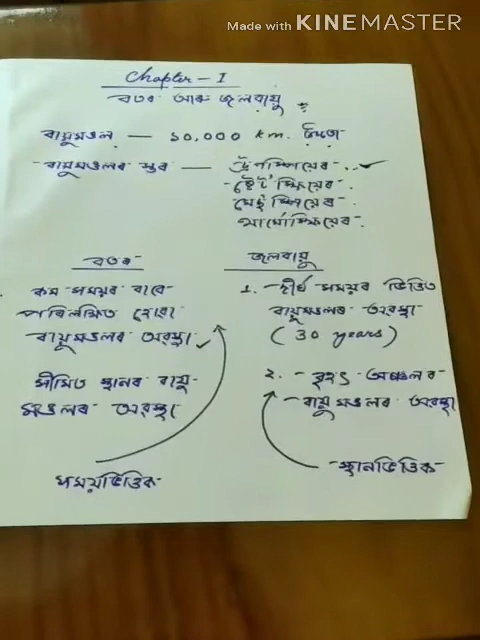 Made with KINEMASTER
Chapter - I
বতৰ আৰু জলবায়ু
বায়ুমণ্ডল — ১০,০০০ km. উচ্চতা
বায়ুমণ্ডলৰ স্তৰ — ট্ৰপ'স্ফিয়েৰ
ষ্ট্ৰেট'স্ফিয়েৰ
মেছ'স্ফিয়েৰ
থাৰ্মোস্ফিয়েৰ
বতৰ
কম সময়ৰ বাবে
পৰিলক্ষিত হোৱা
বায়ুমণ্ডলৰ অৱস্থা
সীমিত স্থানৰ বায়ু-
মণ্ডলৰ অৱস্থা
সময়ভিত্তিক
জলবায়ু
১. দীৰ্ঘ সময়ৰ ভিত্তিত
বায়ুমণ্ডলৰ অৱস্থা
(30 years)
২. বৃহৎ অঞ্চলৰ
বায়ুমণ্ডলৰ অৱস্থা
স্থানভিত্তিক